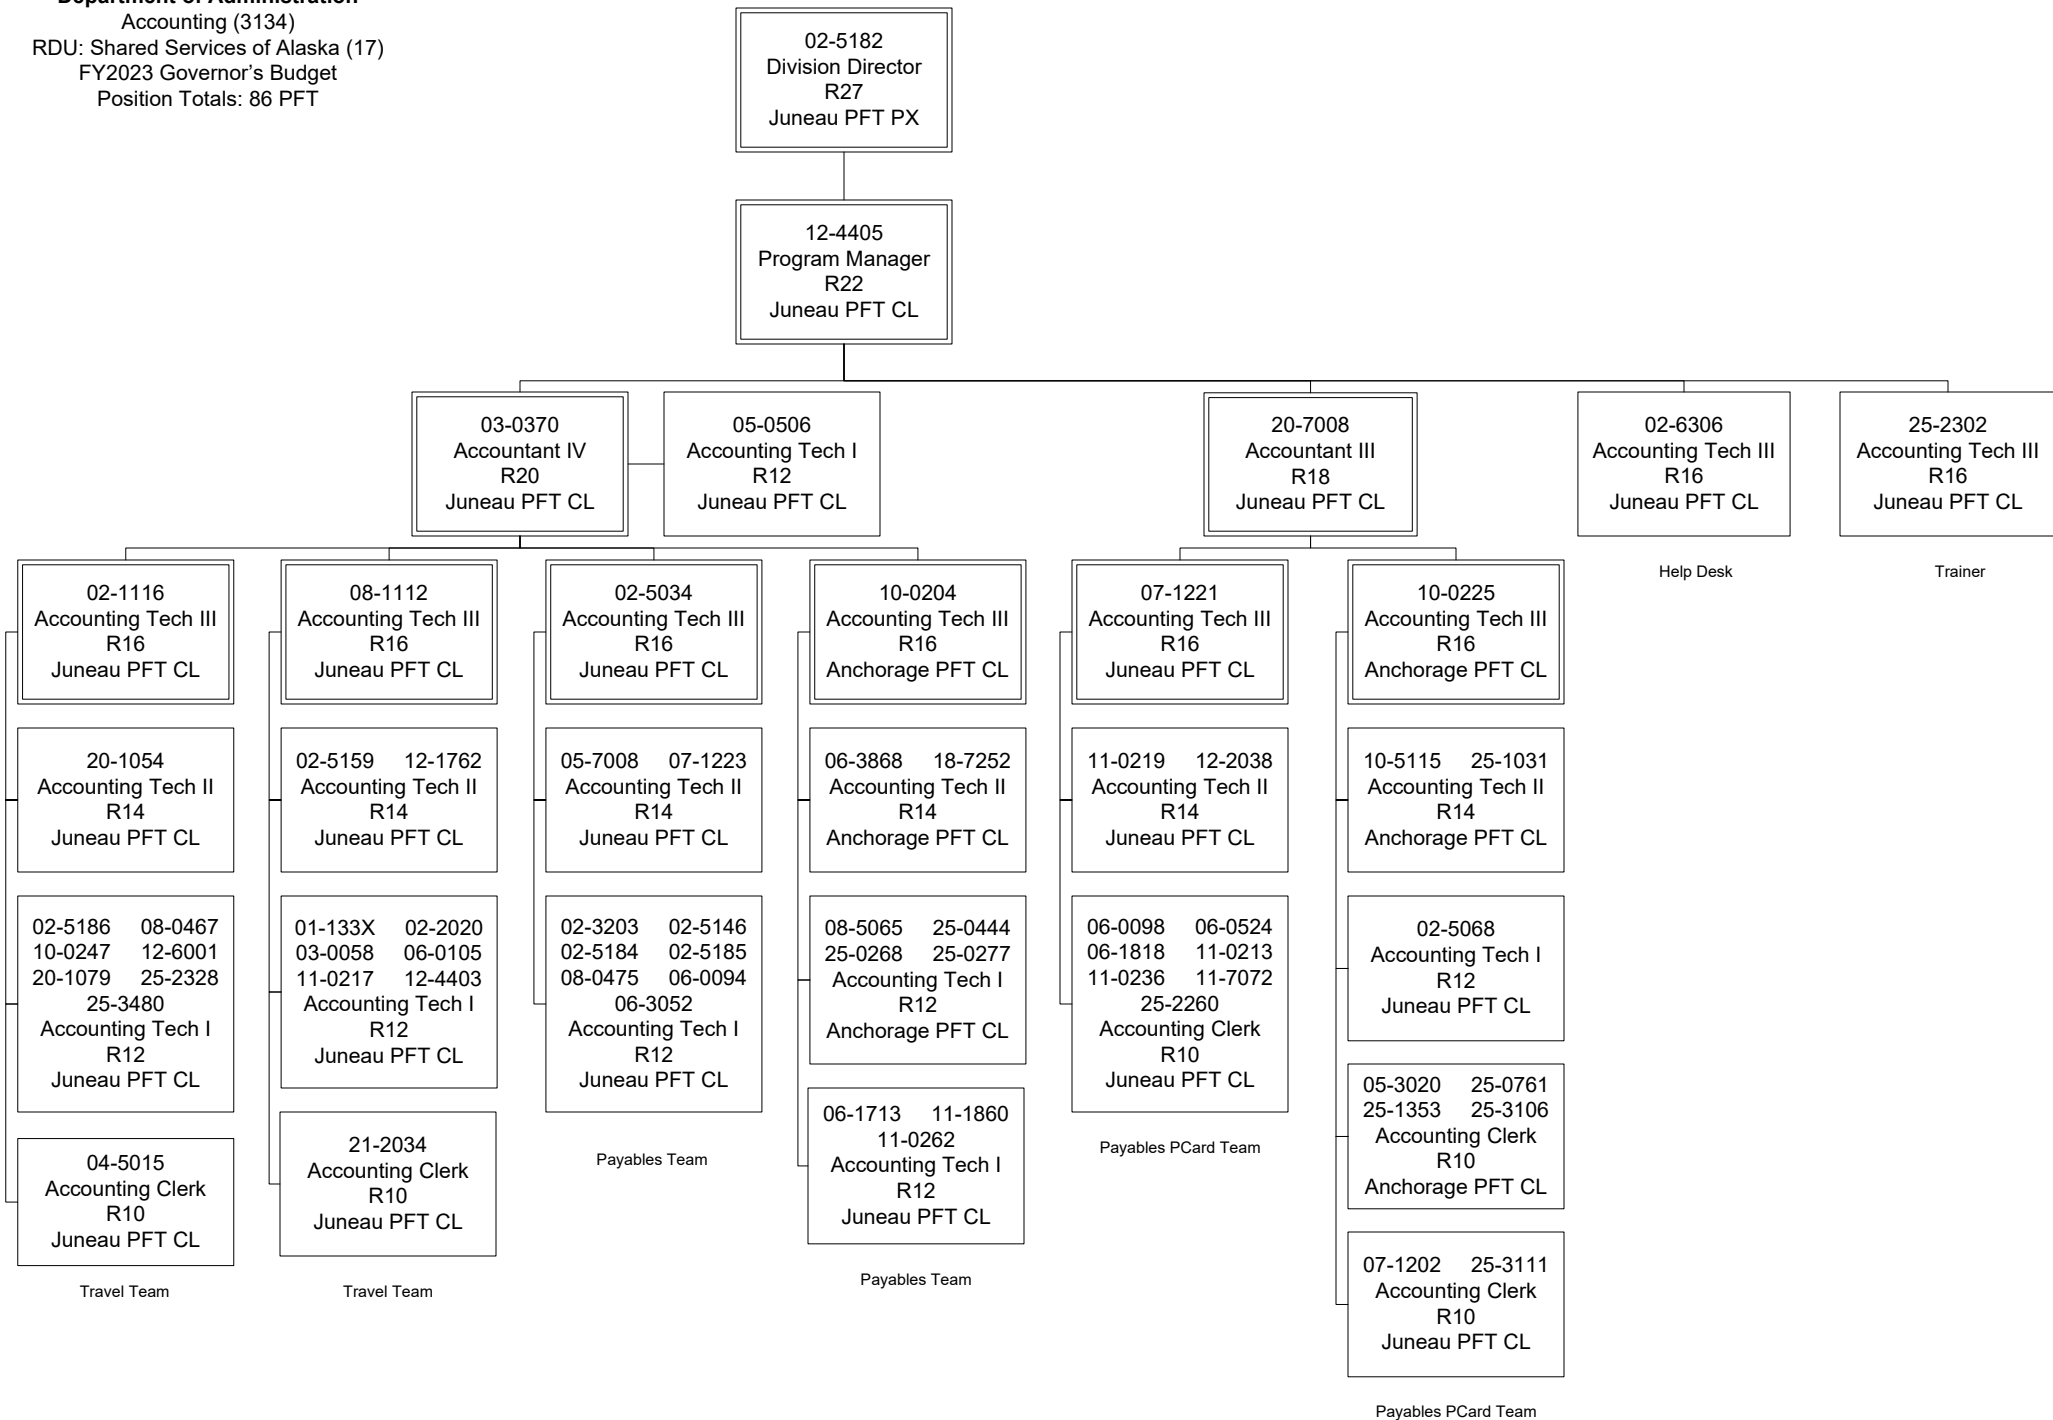 Department of Administration
Accounting (3134)
RDU: Shared Services of Alaska (17)
FY2023 Governor's Budget
Position Totals: 86 PFT
02-5182
Division Director
R27
Juneau PFT PX
12-4405
Program Manager
R22
Juneau PFT CL
03-0370
Accountant IV
R20
Juneau PFT CL
05-0506
Accounting Tech I
R12
Juneau PFT CL
20-7008
Accountant III
R18
Juneau PFT CL
02-6306
Accounting Tech III
R16
Juneau PFT CL
Help Desk
25-2302
Accounting Tech III
R16
Juneau PFT CL
Trainer
02-1116
Accounting Tech III
R16
Juneau PFT CL
20-1054
Accounting Tech II
R14
Juneau PFT CL
02-5186 08-0467
10-0247 12-6001
20-1079 25-2328
25-3480
Accounting Tech I
R12
Juneau PFT CL
04-5015
Accounting Clerk
R10
Juneau PFT CL
Travel Team
08-1112
Accounting Tech III
R16
Juneau PFT CL
02-5159 12-1762
Accounting Tech II
R14
Juneau PFT CL
01-133X 02-2020
03-0058 06-0105
11-0217 12-4403
Accounting Tech I
R12
Juneau PFT CL
21-2034
Accounting Clerk
R10
Juneau PFT CL
Travel Team
02-5034
Accounting Tech III
R16
Juneau PFT CL
05-7008 07-1223
Accounting Tech II
R14
Juneau PFT CL
02-3203 02-5146
02-5184 02-5185
08-0475 06-0094
06-3052
Accounting Tech I
R12
Juneau PFT CL
Payables Team
10-0204
Accounting Tech III
R16
Anchorage PFT CL
06-3868 18-7252
Accounting Tech II
R14
Anchorage PFT CL
08-5065 25-0444
25-0268 25-0277
Accounting Tech I
R12
Anchorage PFT CL
06-1713 11-1860
11-0262
Accounting Tech I
R12
Juneau PFT CL
Payables Team
07-1221
Accounting Tech III
R16
Juneau PFT CL
11-0219 12-2038
Accounting Tech II
R14
Juneau PFT CL
06-0098 06-0524
06-1818 11-0213
11-0236 11-7072
25-2260
Accounting Clerk
R10
Juneau PFT CL
Payables PCard Team
10-0225
Accounting Tech III
R16
Anchorage PFT CL
10-5115 25-1031
Accounting Tech II
R14
Anchorage PFT CL
02-5068
Accounting Tech I
R12
Juneau PFT CL
05-3020 25-0761
25-1353 25-3106
Accounting Clerk
R10
Anchorage PFT CL
07-1202 25-3111
Accounting Clerk
R10
Juneau PFT CL
Payables PCard Team